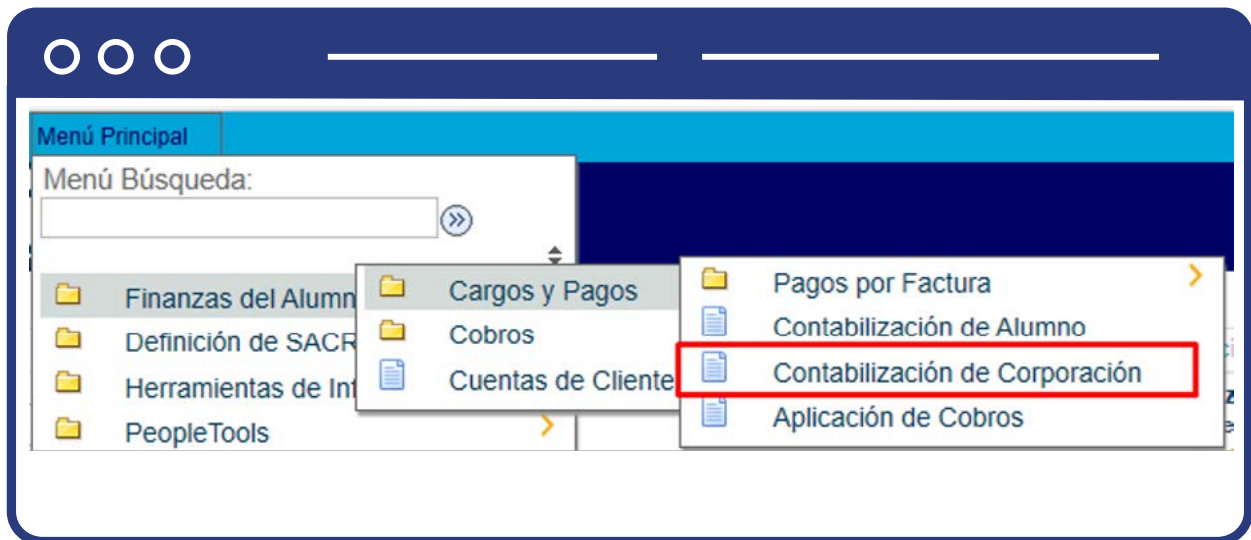 Menú Principal
Menú Búsqueda:
Finanzas del Alumn
Definición de SACR
Herramientas de Inf
PeopleTools
Cargos y Pagos
Cobros
Cuentas de Cliente
Pagos por Factura
Contabilización de Alumno
Contabilización de Corporación
Aplicación de Cobros